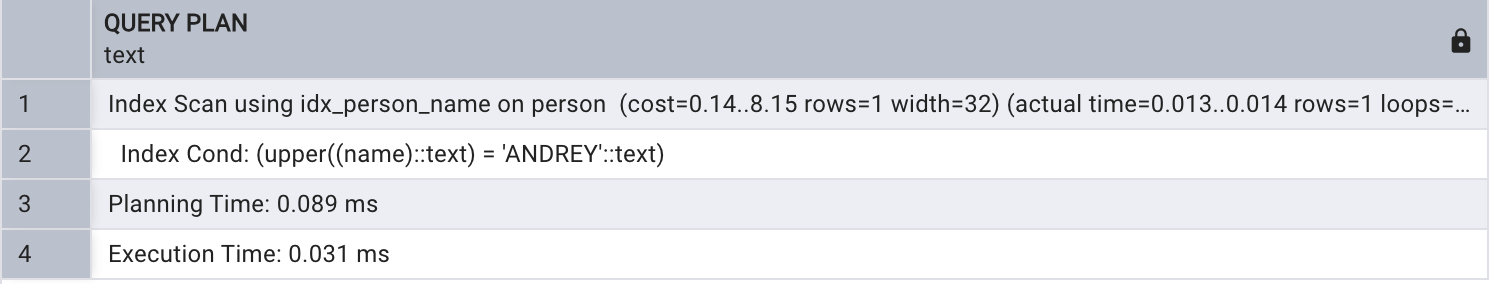 QUERY PLAN
text
1 Index Scan using idx_person_name on person (cost=0.14..8.15 rows=1 width=32) (actual time=0.013..0.014 rows=1 loops=...
2 Index Cond: (upper((name)::text) = 'ANDREY'::text)
3 Planning Time: 0.089 ms
4 Execution Time: 0.031 ms